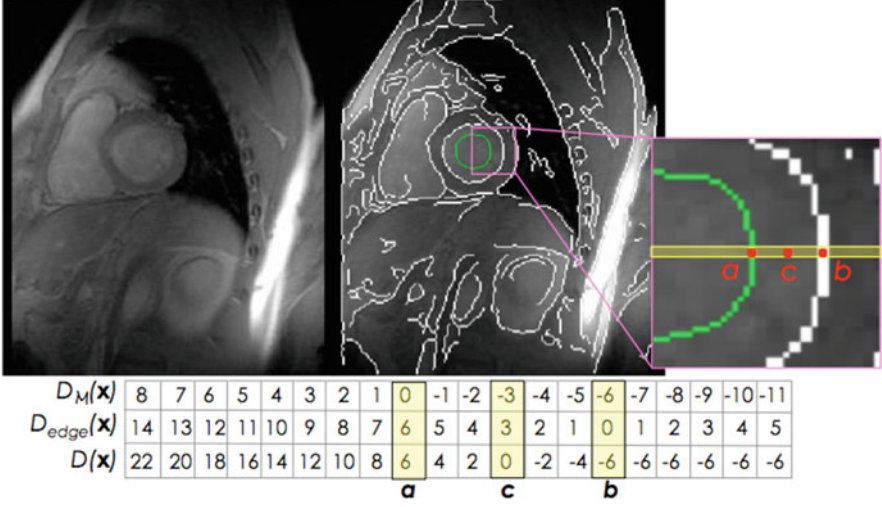 a c b
D_M(x) 8 7 6 5 4 3 2 1 0 -1 -2 -3 -4 -5 -6 -7 -8 -9 -10 -11
D_edge(x) 14 13 12 11 10 9 8 7 6 5 4 3 2 1 0 1 2 3 4 5
D(x) 22 20 18 16 14 12 10 8 6 4 2 0 -2 -4 -6 -6 -6 -6 -6 -6
a c b